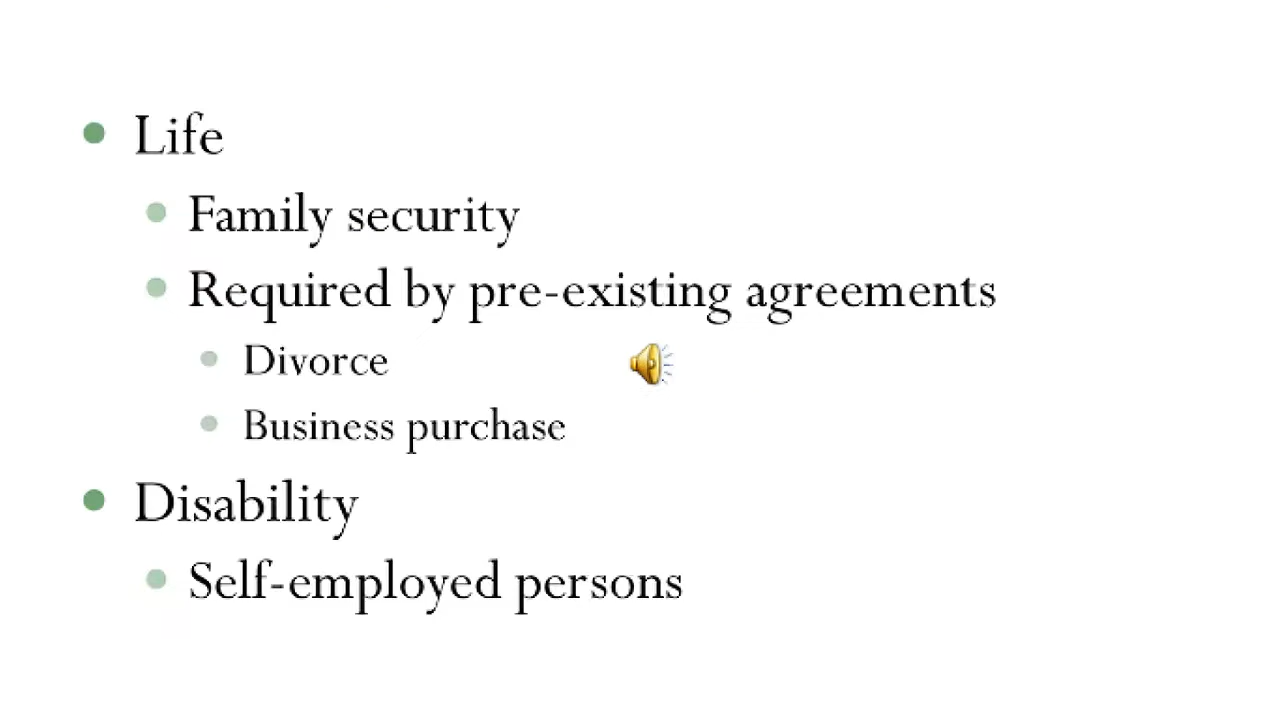 Life
Family security
Required by pre-existing agreements
Divorce
Business purchase
Disability
Self-employed persons